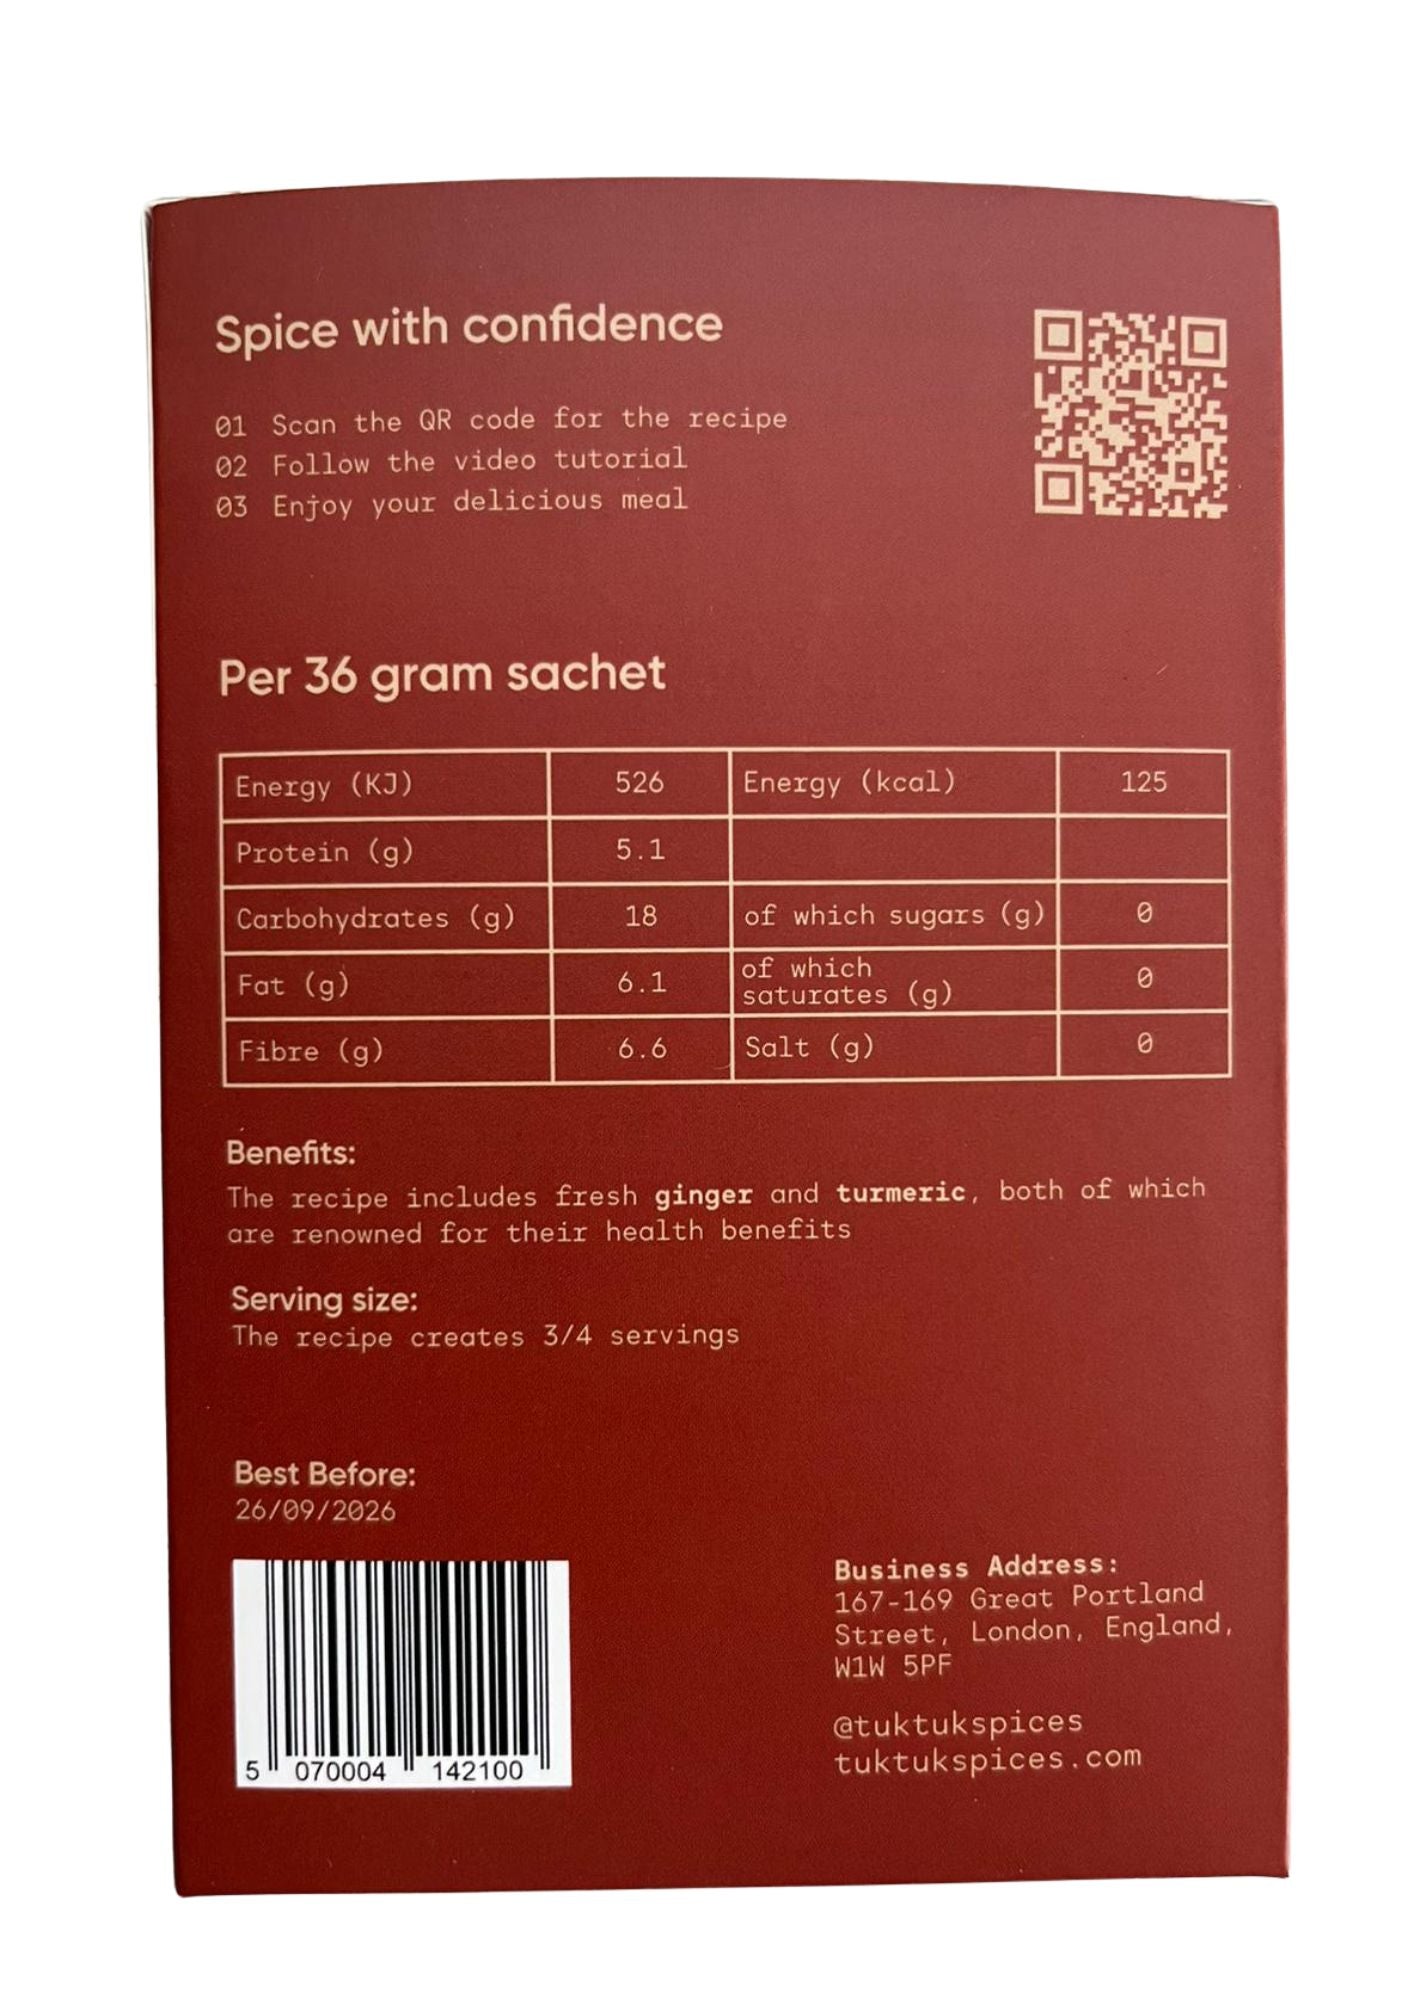 Spice with confidence
01 Scan the QR code for the recipe
02 Follow the video tutorial
03 Enjoy your delicious meal
Per 36 gram sachet
Energy (KJ) 526 Energy (kcal) 125
Protein (g) 5.1
Carbohydrates (g) 18 of which sugars (g) 0
Fat (g) 6.1 of which saturates (g) 0
Fibre (g) 6.6 Salt (g) 0
Benefits:
The recipe includes fresh ginger and turmeric, both of which
are renowned for their health benefits
Serving size:
The recipe creates 3/4 servings
Best Before:
26/09/2026
5 070004 142100
Business Address:
167-169 Great Portland
Street, London, England,
W1W 5PF
@tuktukspices
tuktukspices.com